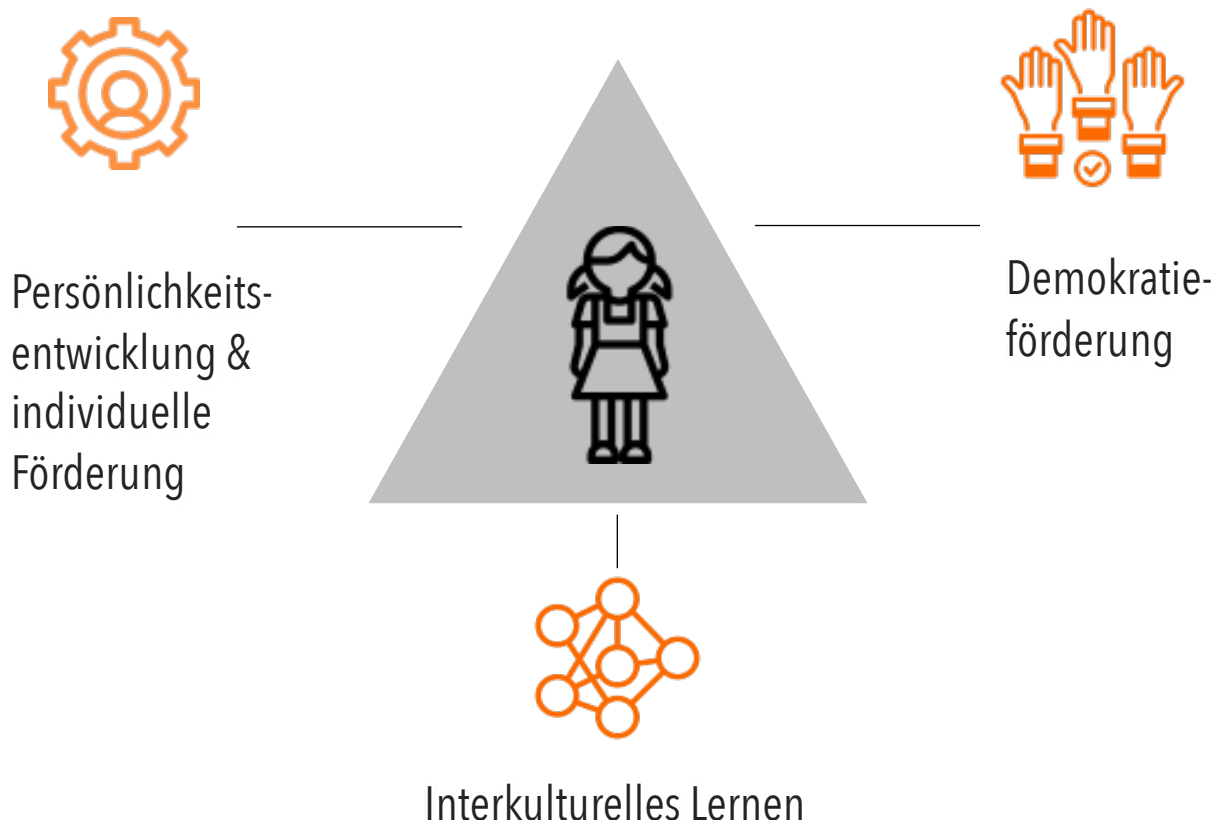 Persönlichkeits-
entwicklung &
individuelle
Förderung
Demokratie-
förderung
Interkulturelles Lernen